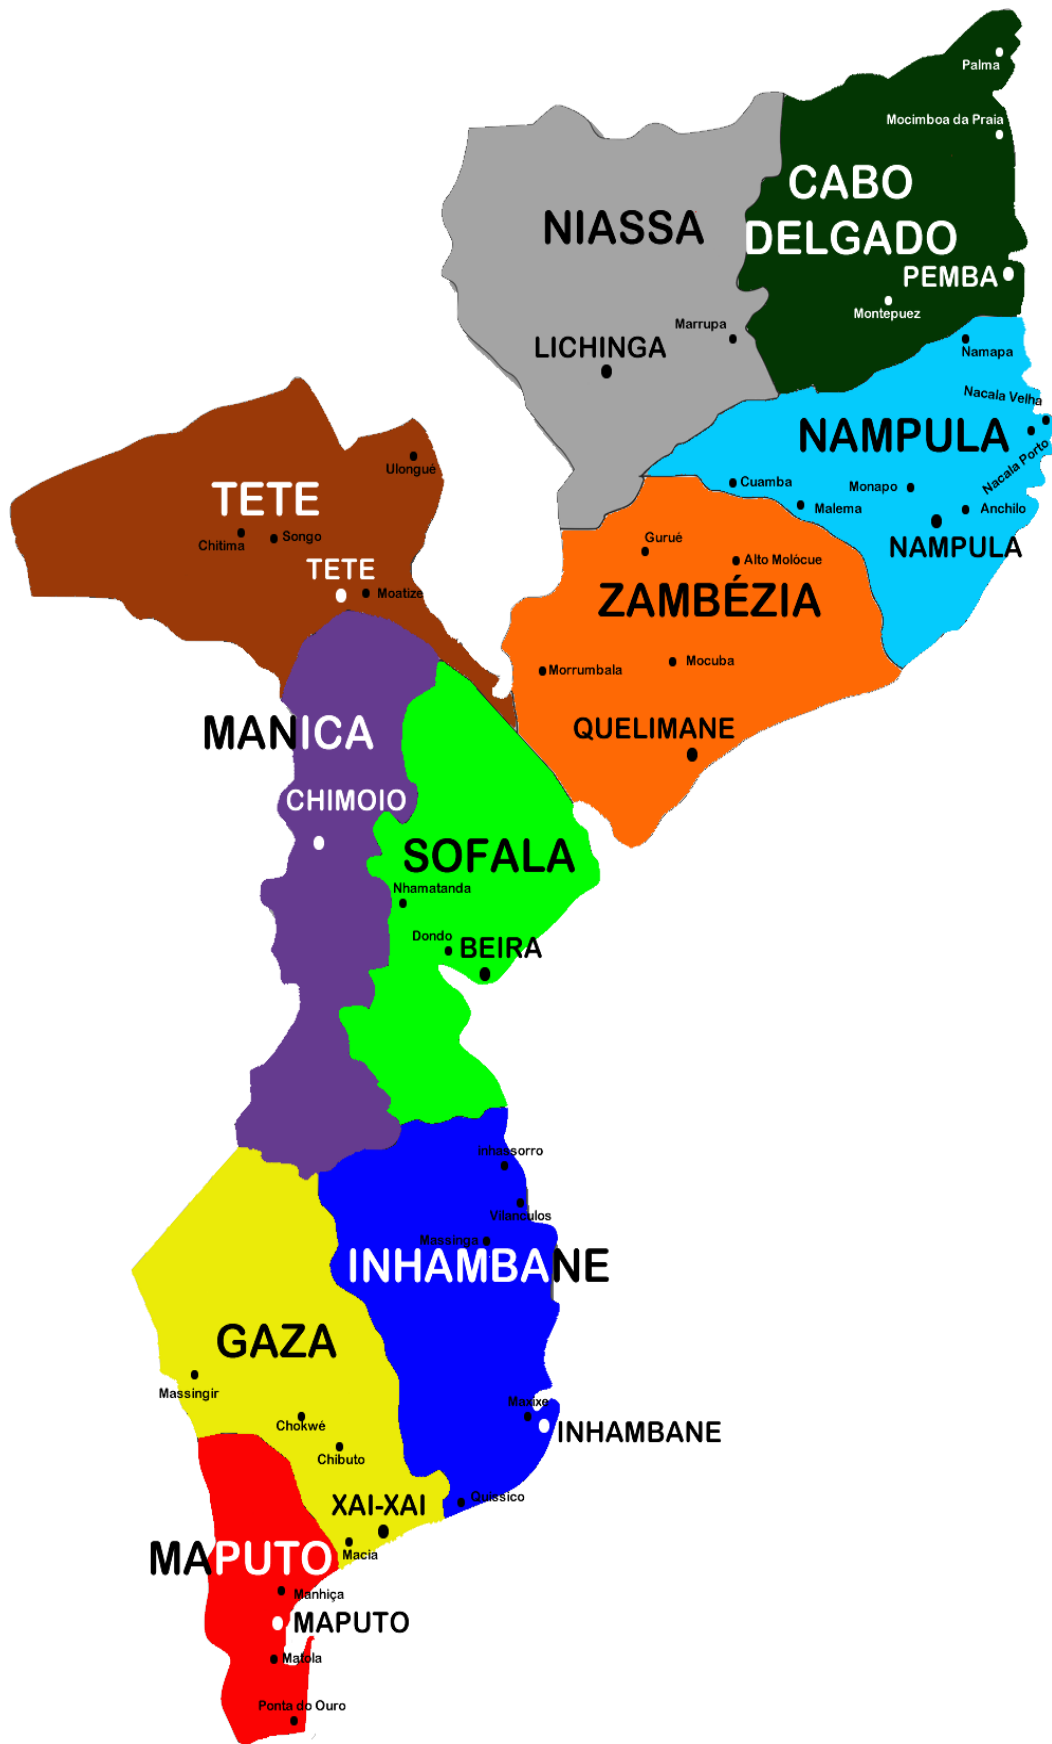 Palma
Mocimboa da Praia
CABO
DELGADO
NIASSA
PEMBA
Montepuez
Marrupa
LICHINGA
Namapa
Nacala Velha
NAMPULA
Nacala Porto
Ulongué
TETE
Cuamba
Monapo
Malema
Anchilo
Chitima
Songo
Gurué
NAMPULA
Alto Molócue
TETE
Moatize
ZAMBÉZIA
Morrumbala
Mocuba
MANICA
QUELIMANE
CHIMOIO
SOFALA
Nhamatanda
Dondo
BEIRA
Inhassorro
Vilanculos
Massinga
INHAMBANE
GAZA
Massingir
Maxixe
Chokwé
INHAMBANE
Chibuto
Quissico
XAI-XAI
Macia
MAPUTO
Manhiça
MAPUTO
Matola
Ponta do Ouro